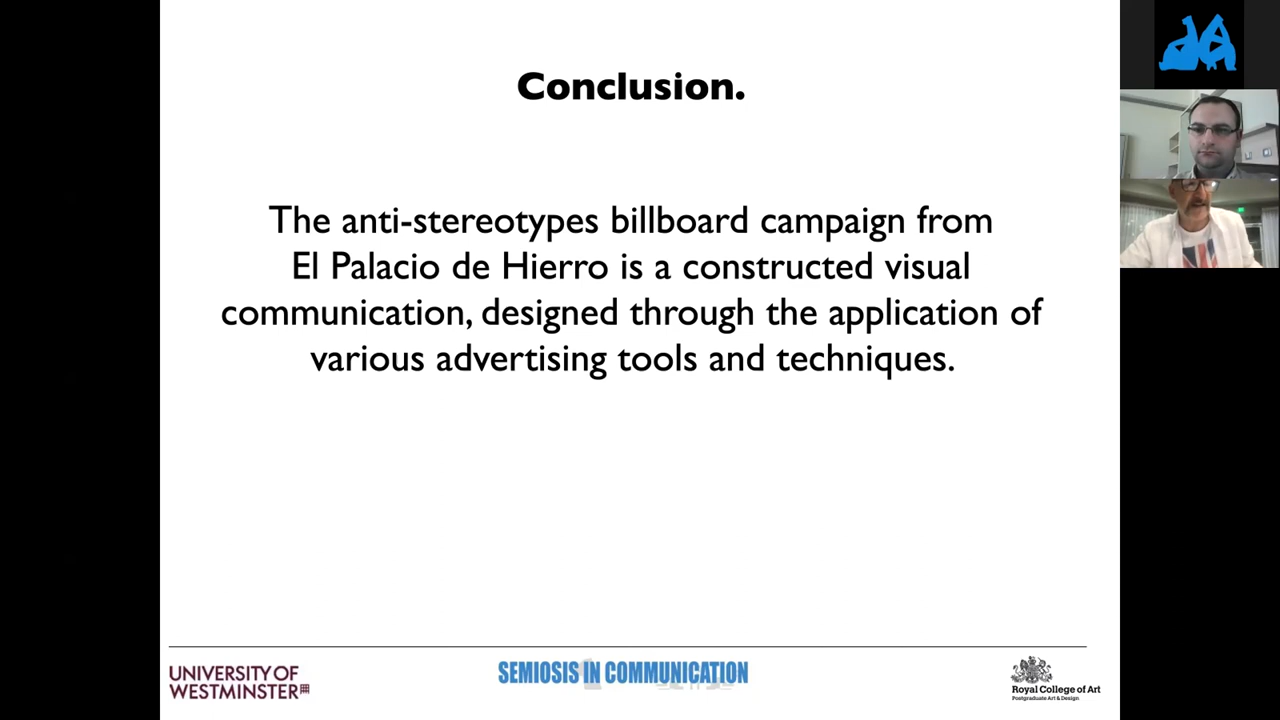 Conclusion.
The anti-stereotypes billboard campaign from
El Palacio de Hierro is a constructed visual
communication, designed through the application of
various advertising tools and techniques.
UNIVERSITY OF
WESTMINSTER
SEMIOSIS IN COMMUNICATION
Royal College of Art
Postgraduate Art & Design